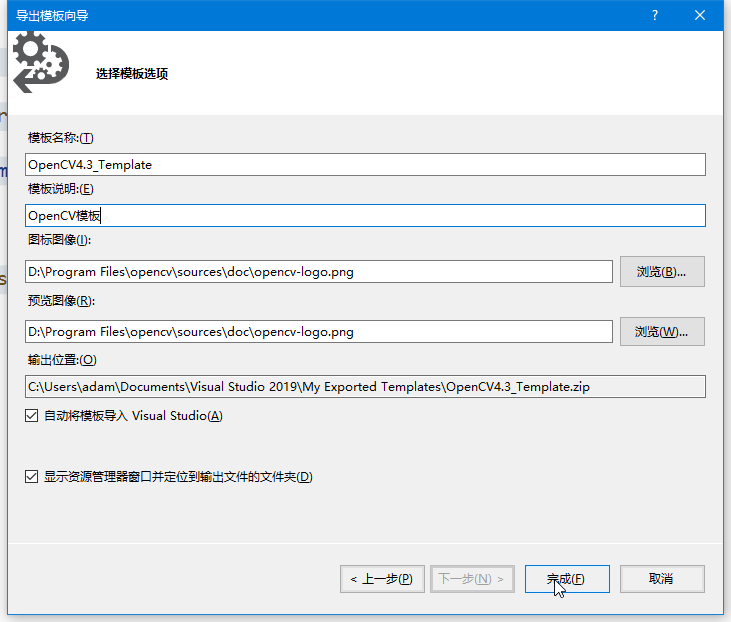 导出模板向导 ?
选择模板选项
模板名称:(T)
OpenCV4.3_Template
模板说明:(E)
OpenCV模板
图标图像(I):
D:\Program Files\opencv\sources\doc\opencv-logo.png 浏览(B)...
预览图像(R):
D:\Program Files\opencv\sources\doc\opencv-logo.png 浏览(W)...
输出位置:(O)
C:\Users\adam\Documents\Visual Studio 2019\My Exported Templates\OpenCV4.3_Template.zip
自动将模板导入 Visual Studio(A)
显示资源管理器窗口并定位到输出文件的文件夹(D)
< 上一步(P) 下一步(N) > 完成(F) 取消